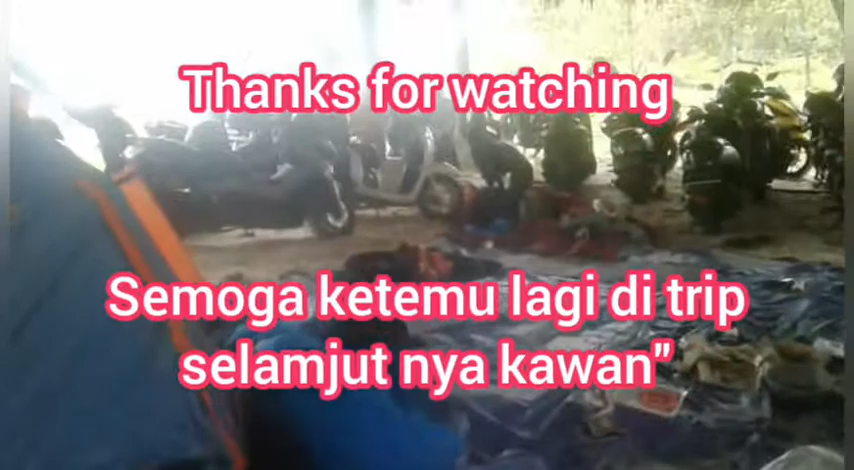 Thanks for watching
Semoga ketemu lagi di trip
selamjut nya kawan"